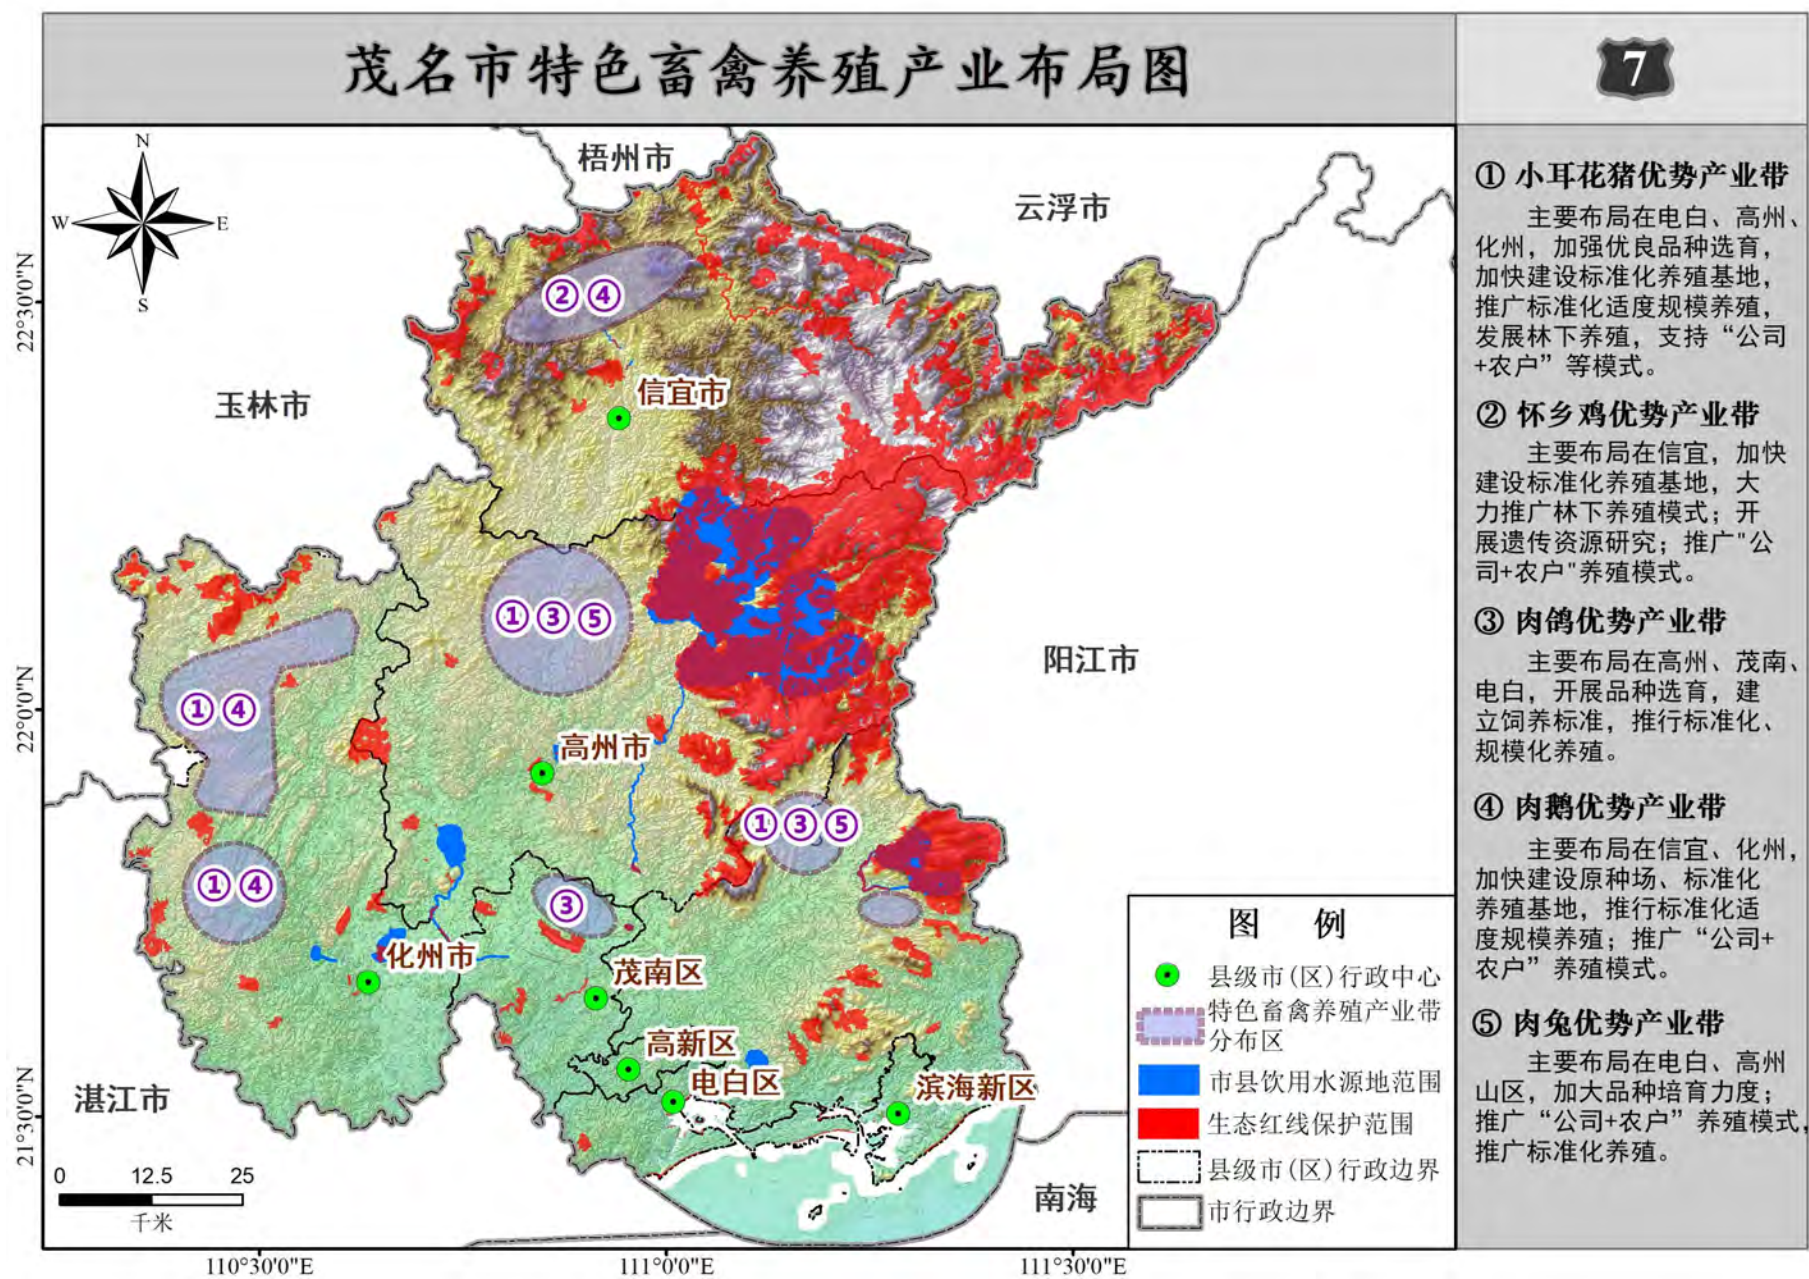 茂名市特色畜禽养殖产业布局图
7
N
W
E
S
梧州市
云浮市
玉林市
阳江市
湛江市
南海
信宜市
高州市
化州市
茂南区
高新区
电白区
滨海新区
②④
①③⑤
①④
①③⑤
①④
③
22°30'0"N
22°0'0"N
21°30'0"N
110°30'0"E
111°0'0"E
111°30'0"E
0 12.5 25
千米
图 例
县级市(区)行政中心
特色畜禽养殖产业带
分布区
市县饮用水源地范围
生态红线保护范围
县级市(区)行政边界
市行政边界
① 小耳花猪优势产业带
主要布局在电白、高州、
化州，加强优良品种选育，
加快建设标准化养殖基地，
推广标准化适度规模养殖，
发展林下养殖，支持“公司
+农户”等模式。
② 怀乡鸡优势产业带
主要布局在信宜，加快
建设标准化养殖基地，大
力推广林下养殖模式；开
展遗传资源研究；推广"公
司+农户"养殖模式。
③ 肉鸽优势产业带
主要布局在高州、茂南、
电白，开展品种选育，建
立饲养标准，推行标准化、
规模化养殖。
④ 肉鹅优势产业带
主要布局在信宜、化州，
加快建设原种场、标准化
养殖基地，推行标准化适
度规模养殖；推广“公司+
农户”养殖模式。
⑤ 肉兔优势产业带
主要布局在电白、高州
山区，加大品种培育力度；
推广“公司+农户”养殖模式，
推广标准化养殖。